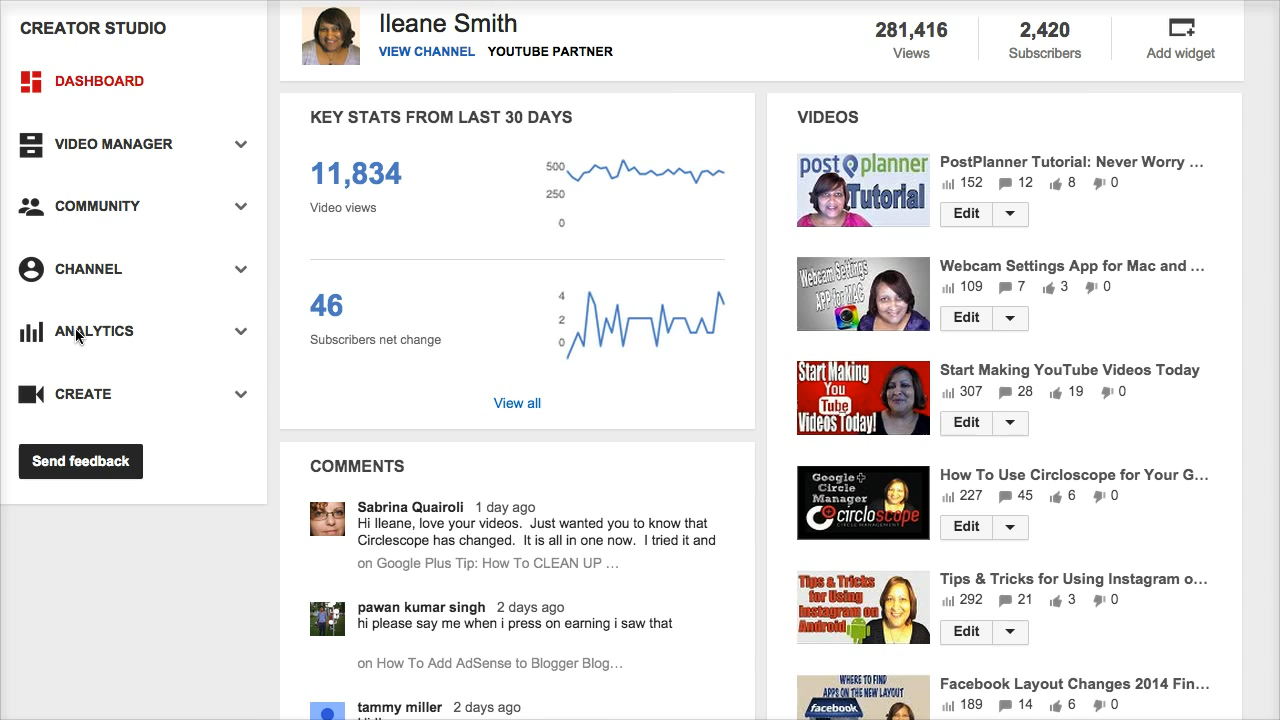 CREATOR STUDIO
DASHBOARD
VIDEO MANAGER
COMMUNITY
CHANNEL
ANALYTICS
CREATE
Send feedback
Ileane Smith
VIEW CHANNEL YOUTUBE PARTNER
281,416
Views
2,420
Subscribers
Add widget
KEY STATS FROM LAST 30 DAYS
11,834
Video views
500
250
0
46
Subscribers net change
4
2
0
View all
COMMENTS
Sabrina Quairoli 1 day ago
Hi Ileane, love your videos. Just wanted you to know that
Circlescope has changed. It is all in one now. I tried it and
on Google Plus Tip: How To CLEAN UP …
pawan kumar singh 2 days ago
hi please say me when i press on earning i saw that
on How To Add AdSense to Blogger Blog…
tammy miller 2 days ago
VIDEOS
post planner
Tutorial
PostPlanner Tutorial: Never Worry …
152 12 8 0
Edit
Webcam Settings
APP for MAC
Webcam Settings App for Mac and …
109 7 3 0
Edit
Start Making
You
Tube
Videos Today!
Start Making YouTube Videos Today
307 28 19 0
Edit
Google+
Circle
Manager
circloscope
CIRCLE MANAGEMENT
How To Use Circloscope for Your G…
227 45 6 0
Edit
Tips & Tricks
for Using
Instagram on
Android
Tips & Tricks for Using Instagram o…
292 21 3 0
Edit
WHERE TO FIND
APPS ON THE NEW LAYOUT
facebook
Facebook Layout Changes 2014 Fin…
189 14 6 0